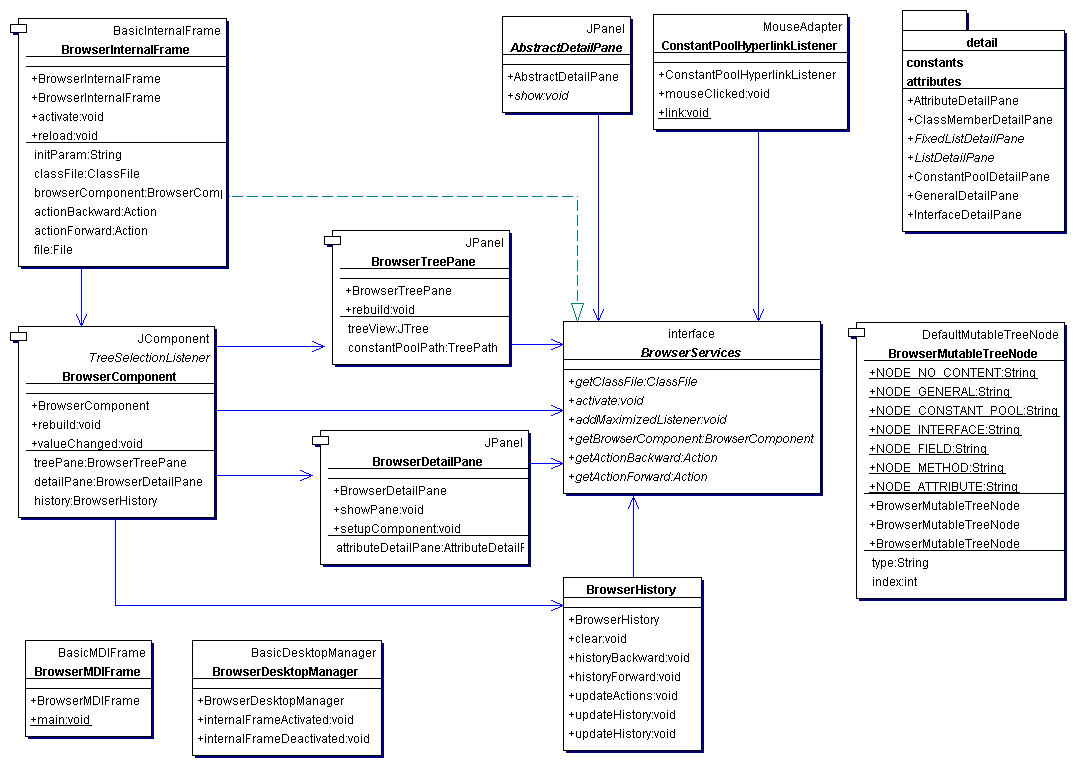 BasicInternalFrame
BrowserInternalFrame
+BrowserInternalFrame
+BrowserInternalFrame
+activate:void
+reload:void
initParam:String
classFile:ClassFile
browserComponent:BrowserComp
actionBackward:Action
actionForward:Action
file:File
JPanel
AbstractDetailPane
+AbstractDetailPane
+show:void
MouseAdapter
ConstantPoolHyperlinkListener
+ConstantPoolHyperlinkListener
+mouseClicked:void
+link:void
detail
constants
attributes
+AttributeDetailPane
+ClassMemberDetailPane
+FixedListDetailPane
+ListDetailPane
+ConstantPoolDetailPane
+GeneralDetailPane
+InterfaceDetailPane
JPanel
BrowserTreePane
+BrowserTreePane
+rebuild:void
treeView:JTree
constantPoolPath:TreePath
JComponent
TreeSelectionListener
BrowserComponent
+BrowserComponent
+rebuild:void
+valueChanged:void
treePane:BrowserTreePane
detailPane:BrowserDetailPane
history:BrowserHistory
interface
BrowserServices
+getClassFile:ClassFile
+activate:void
+addMaximizedListener:void
+getBrowserComponent:BrowserComponent
+getActionBackward:Action
+getActionForward:Action
DefaultMutableTreeNode
BrowserMutableTreeNode
+NODE_NO_CONTENT:String
+NODE_GENERAL:String
+NODE_CONSTANT_POOL:String
+NODE_INTERFACE:String
+NODE_FIELD:String
+NODE_METHOD:String
+NODE_ATTRIBUTE:String
+BrowserMutableTreeNode
+BrowserMutableTreeNode
+BrowserMutableTreeNode
type:String
index:int
JPanel
BrowserDetailPane
+BrowserDetailPane
+showPane:void
+setupComponent:void
attributeDetailPane:AttributeDetailF
BrowserHistory
+BrowserHistory
+clear:void
+historyBackward:void
+historyForward:void
+updateActions:void
+updateHistory:void
+updateHistory:void
BasicMDIFrame
BrowserMDIFrame
+BrowserMDIFrame
+main:void
BasicDesktopManager
BrowserDesktopManager
+BrowserDesktopManager
+internalFrameActivated:void
+internalFrameDeactivated:void